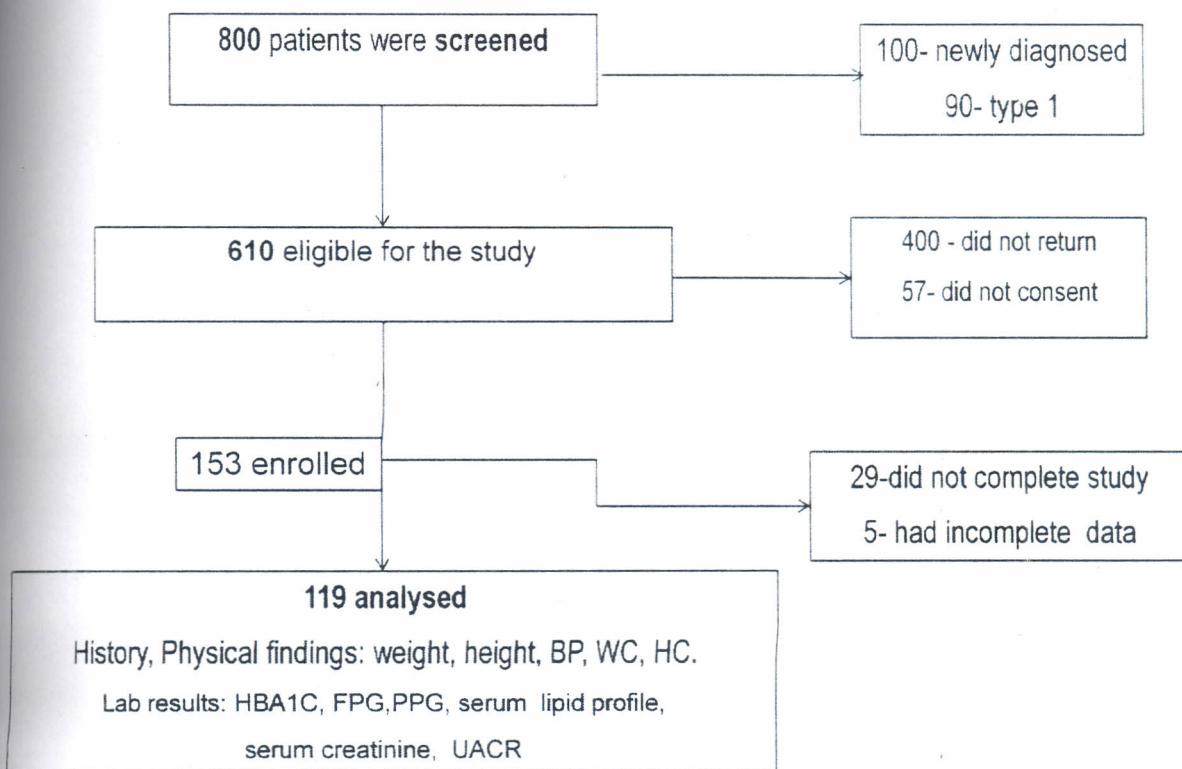 800 patients were screened
100- newly diagnosed
90- type 1
610 eligible for the study
400 - did not return
57- did not consent
153 enrolled
29-did not complete study
5- had incomplete data
119 analysed
History, Physical findings: weight, height, BP, WC, HC.
Lab results: HBA1C, FPG,PPG, serum lipid profile,
serum creatinine, UACR